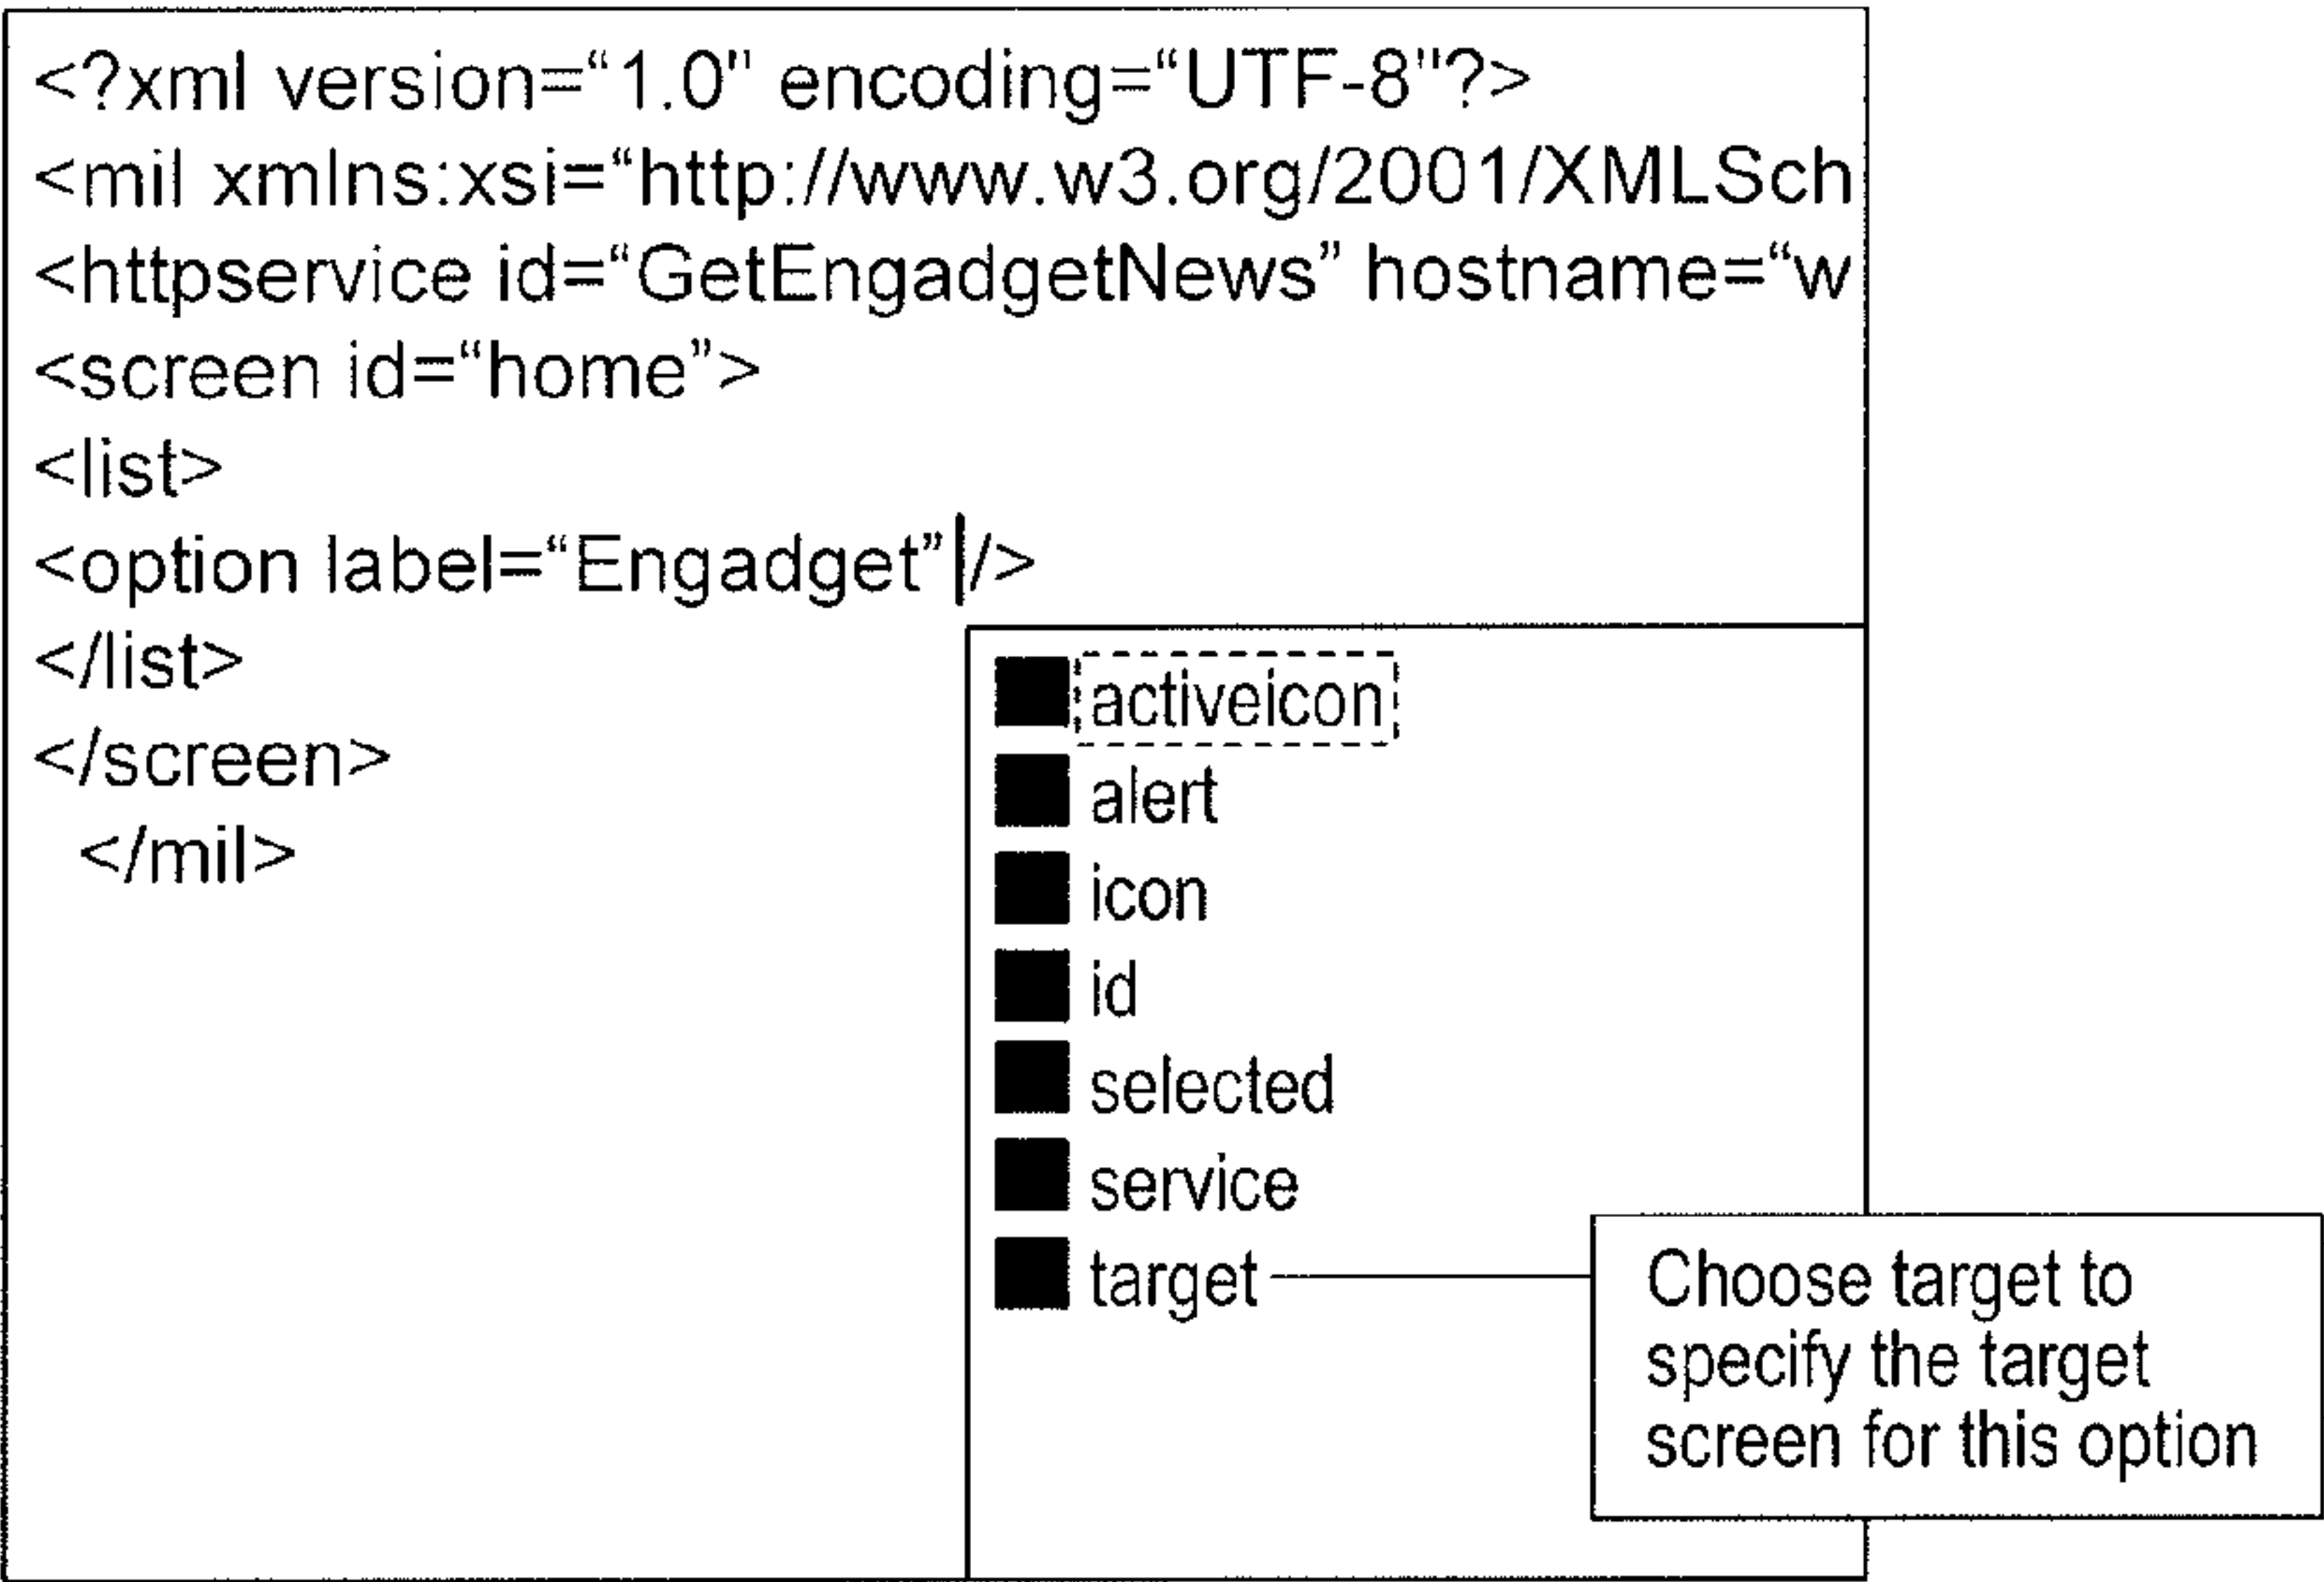 <?xml version=“1.0" encoding=“UTF-8"?>
<mil xmlns:xsi=“http://www.w3.org/2001/XMLSch
<httpservice id=“GetEngadgetNews” hostname=“w
<screen id=“home”>
<list>
<option label=“Engadget” />
</list>
</screen>
</mil>
activeicon
alert
icon
id
selected
service
target
Choose target to
specify the target
screen for this option